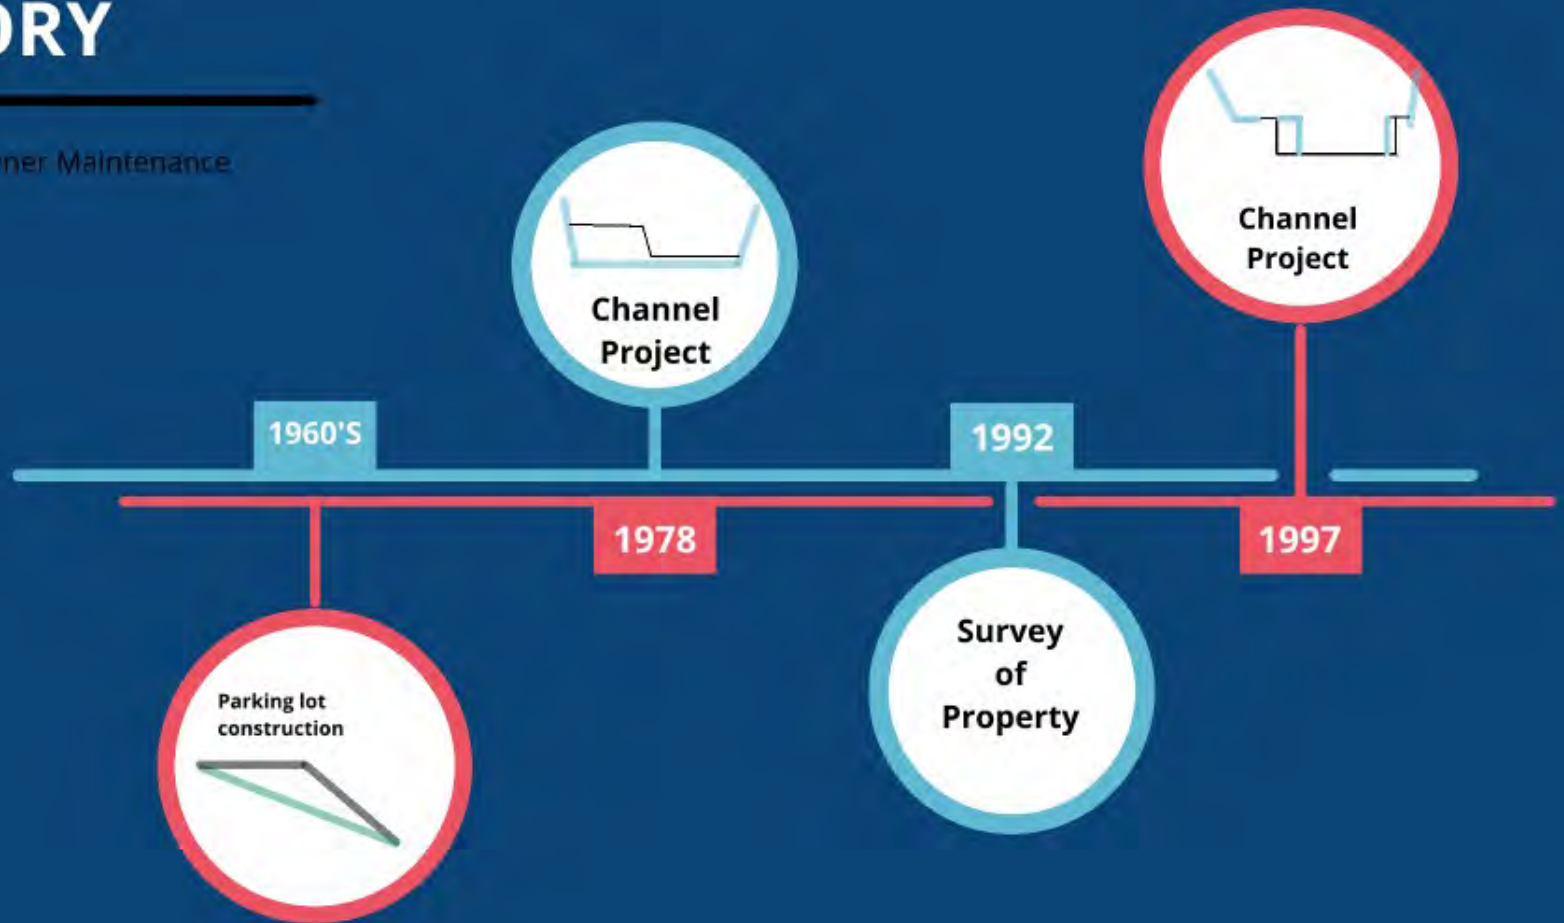 ORY
ner Maintenance
Channel
Project
Channel
Project
1960'S
1992
1978
1997
Parking lot
construction
Survey
of
Property